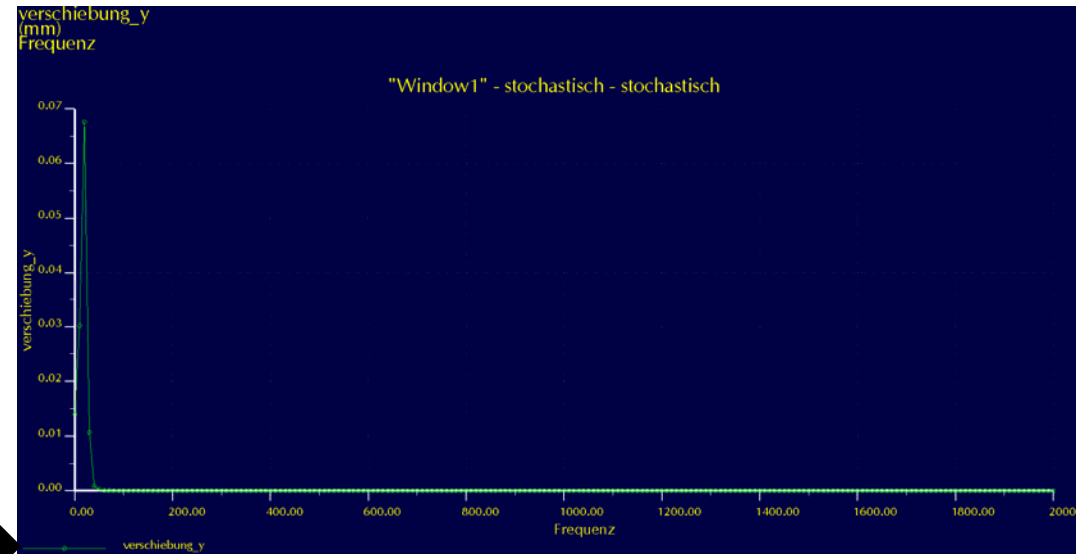 verschiebung_y
(mm)
Frequenz
"Window1" - stochastisch - stochastisch
0.07
0.06
0.05
0.04
0.03
0.02
0.01
0.00
verschiebung_y
0.00 200.00 400.00 600.00 800.00 1000.00 1200.00 1400.00 1600.00 1800.00 2000
Frequenz
verschiebung_y